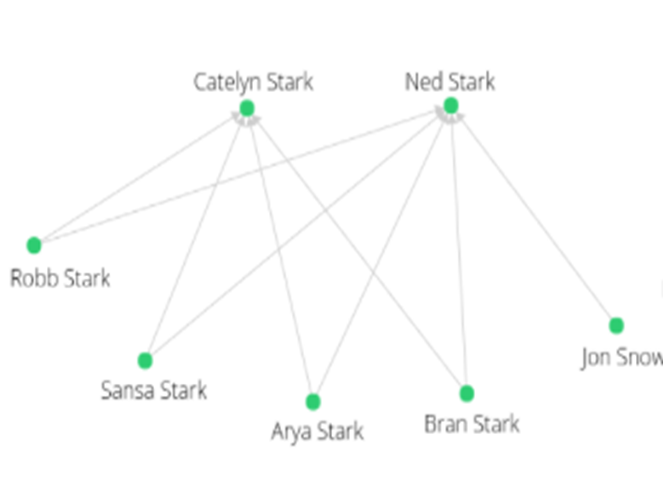 Catelyn Stark
Ned Stark
Robb Stark
Jon Snow
Sansa Stark
Bran Stark
Arya Stark